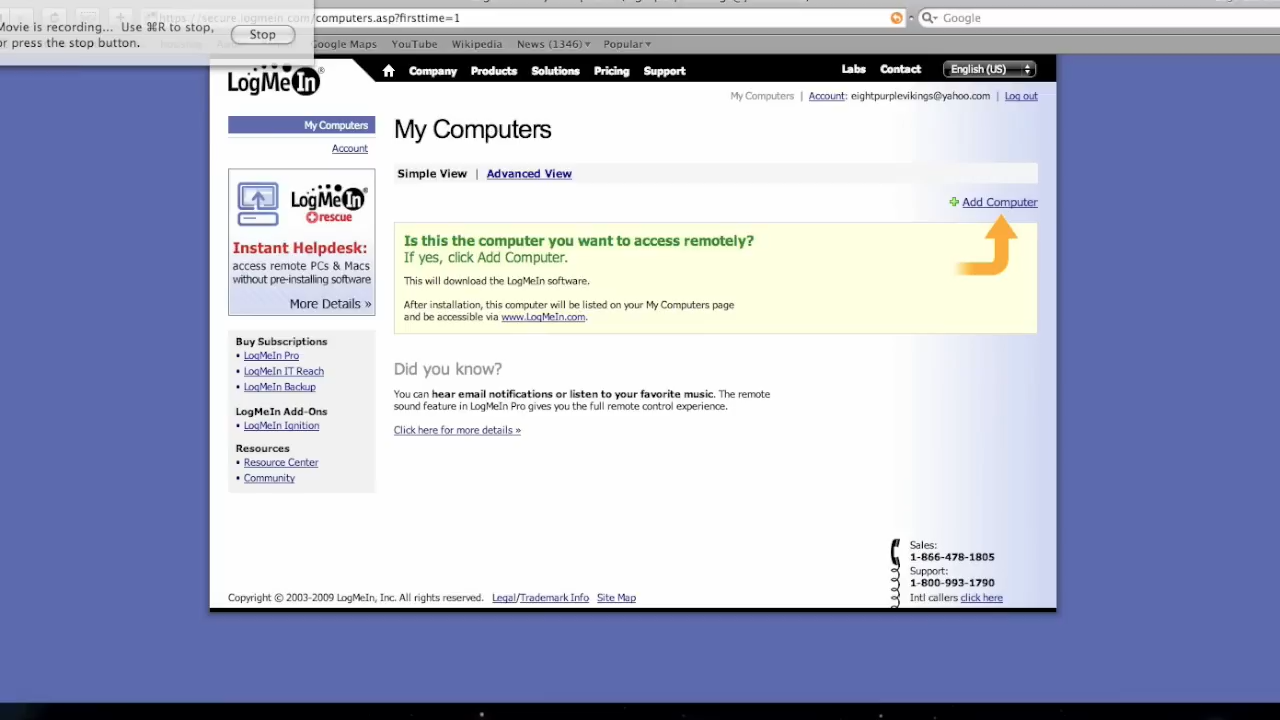 https://secure.logmein.com/computers.asp?firsttime=1
Google
Movie is recording... Use ⌘R to stop,
or press the stop button.
Stop
Google Maps YouTube Wikipedia News (1346) Popular
LogMeIn®
Company Products Solutions Pricing Support
Labs Contact English (US)
My Computers | Account: eightpurplevikings@yahoo.com | Log out
My Computers
Account
LogMeIn
rescue
Instant Helpdesk:
access remote PCs & Macs
without pre-installing software
More Details »
Buy Subscriptions
• LogMeIn Pro
• LogMeIn IT Reach
• LogMeIn Backup
LogMeIn Add-Ons
• LogMeIn Ignition
Resources
• Resource Center
• Community
My Computers
Simple View | Advanced View
Add Computer
Is this the computer you want to access remotely?
If yes, click Add Computer.
This will download the LogMeIn software.
After installation, this computer will be listed on your My Computers page
and be accessible via www.LogMeIn.com.
Did you know?
You can hear email notifications or listen to your favorite music. The remote
sound feature in LogMeIn Pro gives you the full remote control experience.
Click here for more details »
Sales:
1-866-478-1805
Support:
1-800-993-1790
Intl callers click here
Copyright © 2003-2009 LogMeIn, Inc. All rights reserved. Legal/Trademark Info Site Map